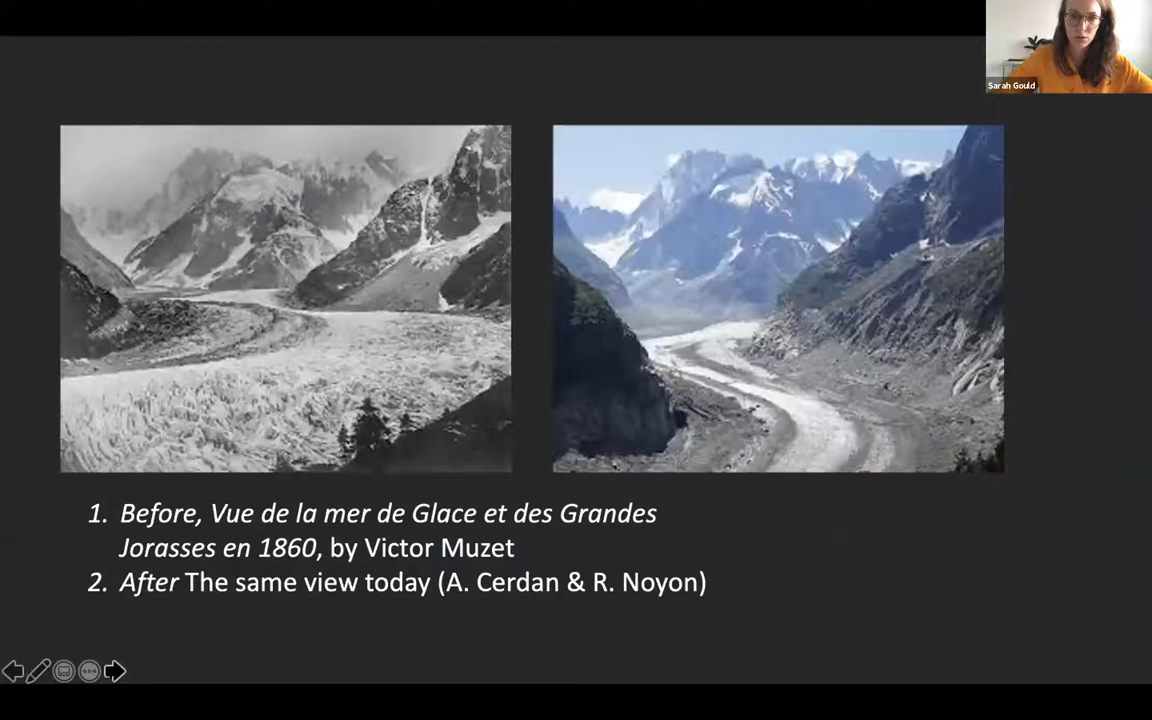 Sarah Gould
1. Before, Vue de la mer de Glace et des Grandes
Jorasses en 1860, by Victor Muzet
2. After The same view today (A. Cerdan & R. Noyon)